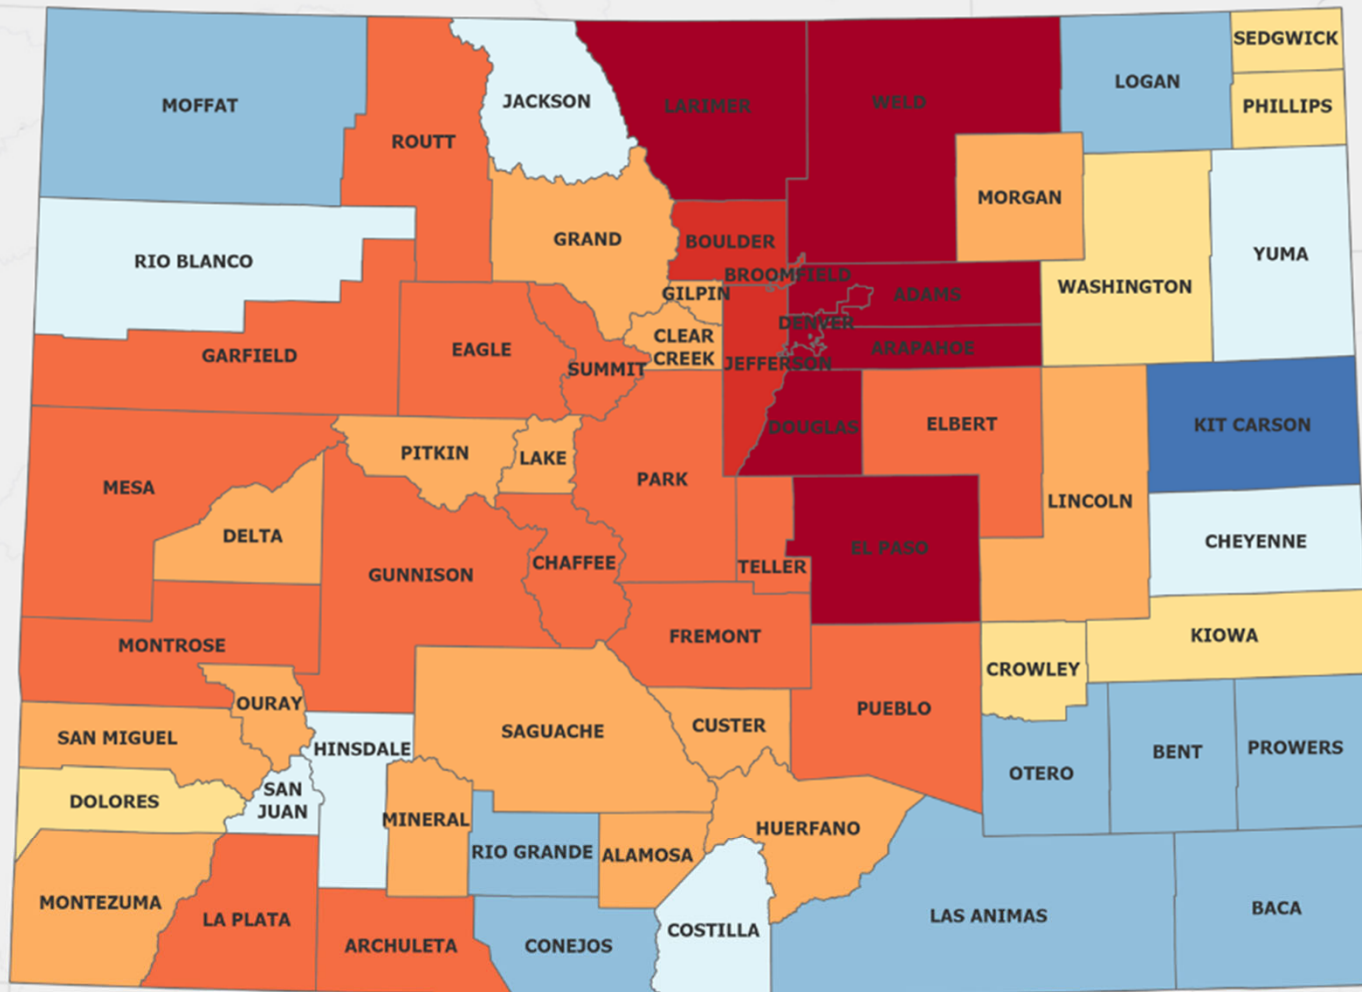 SEDGWICK
MOFFAT
JACKSON
LARIMER
WELD
LOGAN
PHILLIPS
ROUTT
MORGAN
GRAND
BOULDER
YUMA
RIO BLANCO
BROOMFIELD
GILPIN
ADAMS
WASHINGTON
DENVER
CLEAR
CREEK
GARFIELD
EAGLE
SUMMIT
JEFFERSON
ARAPAHOE
DOUGLAS
ELBERT
KIT CARSON
PITKIN
LAKE
MESA
PARK
LINCOLN
DELTA
GUNNISON
CHAFFEE
TELLER
EL PASO
CHEYENNE
MONTROSE
FREMONT
KIOWA
CROWLEY
OURAY
SAN MIGUEL
HINSDALE
SAGUACHE
CUSTER
PUEBLO
OTERO
BENT
PROWERS
DOLORES
SAN
JUAN
MINERAL
RIO GRANDE
ALAMOSA
HUERFANO
MONTEZUMA
LA PLATA
ARCHULETA
CONEJOS
COSTILLA
LAS ANIMAS
BACA